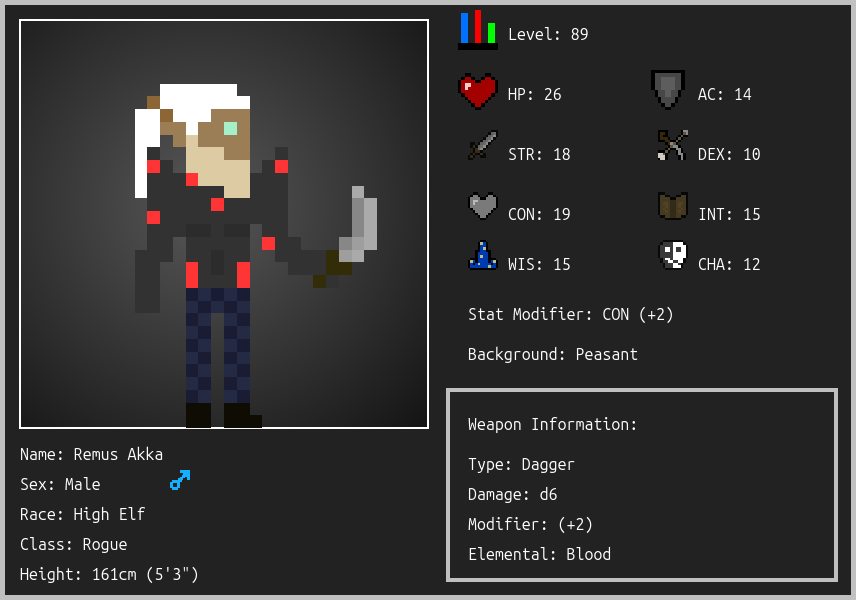 Level: 89
HP: 26
AC: 14
STR: 18
DEX: 10
CON: 19
INT: 15
WIS: 15
CHA: 12
Stat Modifier: CON (+2)
Background: Peasant
Weapon Information:
Type: Dagger
Damage: d6
Modifier: (+2)
Elemental: Blood
Name: Remus Akka
Sex: Male
Race: High Elf
Class: Rogue
Height: 161cm (5'3")